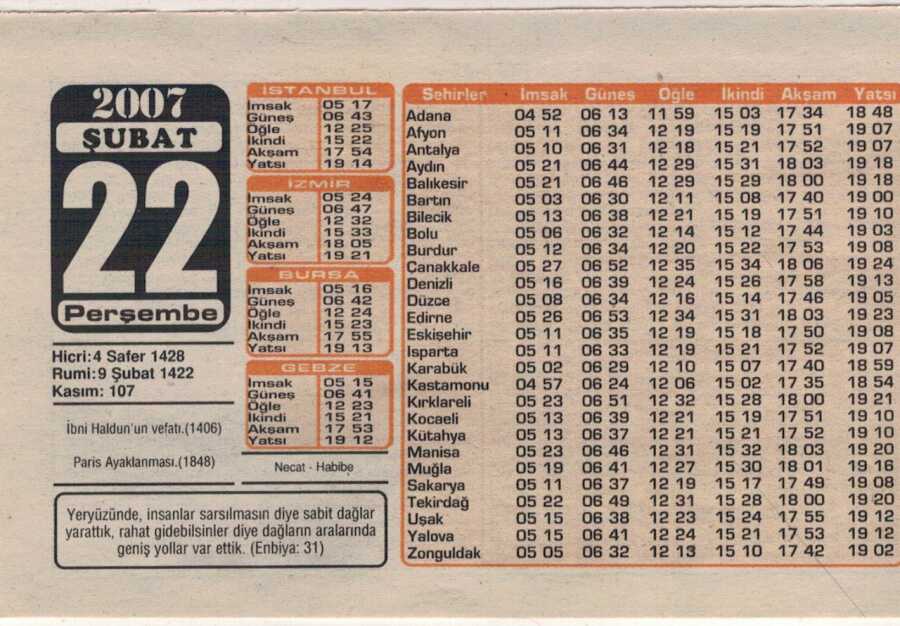 2007
ŞUBAT
22
Perşembe
Hicri:4 Safer 1428
Rumi:9 Şubat 1422
Kasım: 107
İbni Haldun'un vefatı.(1406)
Paris Ayaklanması.(1848)
İSTANBUL
İmsak 05 17
Güneş 06 43
Öğle 12 25
İkindi 15 22
Akşam 17 54
Yatsı 19 14
İZMİR
İmsak 05 24
Güneş 06 47
Öğle 12 32
İkindi 15 33
Akşam 18 05
Yatsı 19 21
BURSA
İmsak 05 16
Güneş 06 42
Öğle 12 24
İkindi 15 23
Akşam 17 55
Yatsı 19 13
GEBZE
İmsak 05 15
Güneş 06 41
Öğle 12 23
İkindi 15 21
Akşam 17 53
Yatsı 19 12
Necat - Habibe
Yeryüzünde, insanlar sarsılmasın diye sabit dağlar
yarattık, rahat gidebilsinler diye dağların aralarında
geniş yollar var ettik. (Enbiya: 31)
Şehirler İmsak Güneş Öğle İkindi Akşam Yatsı
Adana 04 52 06 13 11 59 15 03 17 34 18 48
Afyon 05 11 06 34 12 19 15 19 17 51 19 07
Antalya 05 10 06 31 12 18 15 21 17 52 19 07
Aydın 05 21 06 44 12 29 15 31 18 03 19 18
Balıkesir 05 21 06 46 12 29 15 29 18 00 19 18
Bartın 05 03 06 30 12 11 15 08 17 40 19 00
Bilecik 05 13 06 38 12 21 15 19 17 51 19 10
Bolu 05 06 06 32 12 14 15 12 17 44 19 03
Burdur 05 12 06 34 12 20 15 22 17 53 19 08
Çanakkale 05 27 06 52 12 35 15 34 18 06 19 24
Denizli 05 16 06 39 12 24 15 26 17 58 19 13
Düzce 05 08 06 34 12 16 15 14 17 46 19 05
Edirne 05 26 06 53 12 34 15 31 18 03 19 23
Eskişehir 05 11 06 35 12 19 15 18 17 50 19 08
Isparta 05 11 06 33 12 19 15 21 17 52 19 07
Karabük 05 02 06 29 12 10 15 07 17 40 18 59
Kastamonu 04 57 06 24 12 06 15 02 17 35 18 54
Kırklareli 05 23 06 51 12 32 15 28 18 00 19 21
Kocaeli 05 13 06 39 12 21 15 19 17 51 19 10
Kütahya 05 13 06 37 12 21 15 21 17 52 19 10
Manisa 05 23 06 46 12 31 15 32 18 03 19 20
Muğla 05 19 06 41 12 27 15 30 18 01 19 16
Sakarya 05 11 06 37 12 19 15 17 17 49 19 08
Tekirdağ 05 22 06 49 12 31 15 28 18 00 19 20
Uşak 05 15 06 38 12 23 15 24 17 55 19 12
Yalova 05 15 06 41 12 24 15 21 17 53 19 12
Zonguldak 05 05 06 32 12 13 15 10 17 42 19 02